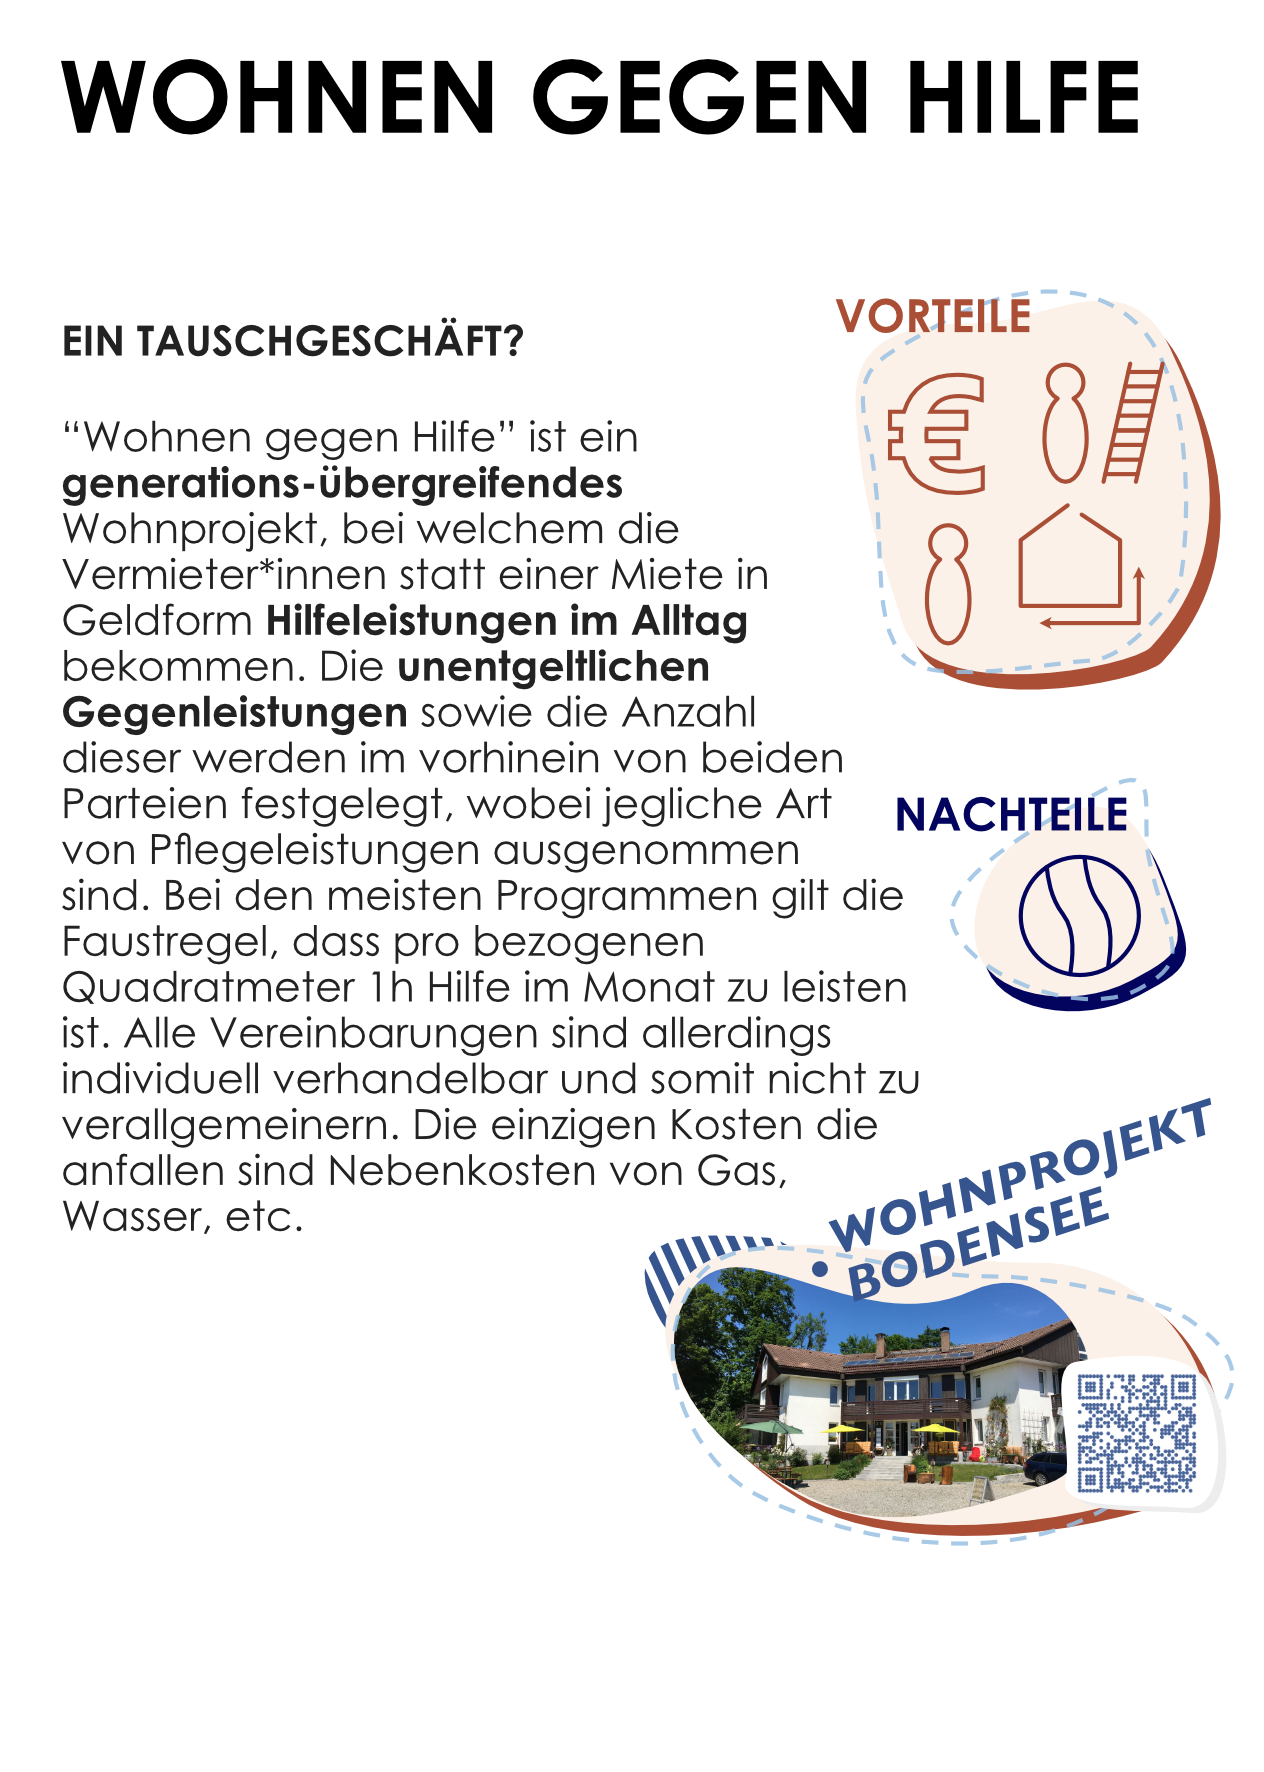 WOHNEN GEGEN HILFE
EIN TAUSCHGESCHÄFT?
“Wohnen gegen Hilfe” ist ein
generations-übergreifendes
Wohnprojekt, bei welchem die
Vermieter*innen statt einer Miete in
Geldform Hilfeleistungen im Alltag
bekommen. Die unentgeltlichen
Gegenleistungen sowie die Anzahl
dieser werden im vorhinein von beiden
Parteien festgelegt, wobei jegliche Art
von Pflegeleistungen ausgenommen
sind. Bei den meisten Programmen gilt die
Faustregel, dass pro bezogenen
Quadratmeter 1h Hilfe im Monat zu leisten
ist. Alle Vereinbarungen sind allerdings
individuell verhandelbar und somit nicht zu
verallgemeinern. Die einzigen Kosten die
anfallen sind Nebenkosten von Gas,
Wasser, etc.
VORTEILE
€
NACHTEILE
• WOHNPROJEKT
BODENSEE